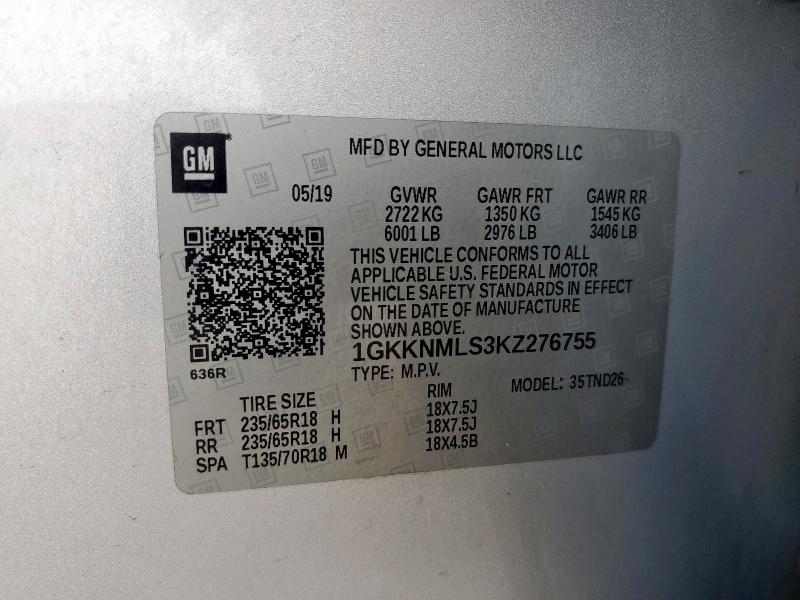 GM
MFD BY GENERAL MOTORS LLC
05/19 GVWR GAWR FRT GAWR RR
2722 KG 1350 KG 1545 KG
6001 LB 2976 LB 3406 LB
THIS VEHICLE CONFORMS TO ALL
APPLICABLE U.S. FEDERAL MOTOR
VEHICLE SAFETY STANDARDS IN EFFECT
ON THE DATE OF MANUFACTURE
SHOWN ABOVE.
1GKKNMLS3KZ276755
636R
TYPE: M.P.V. MODEL: 35TND26
TIRE SIZE RIM
FRT 235/65R18 H 18X7.5J
RR 235/65R18 H 18X7.5J
SPA T135/70R18 M 18X4.5B